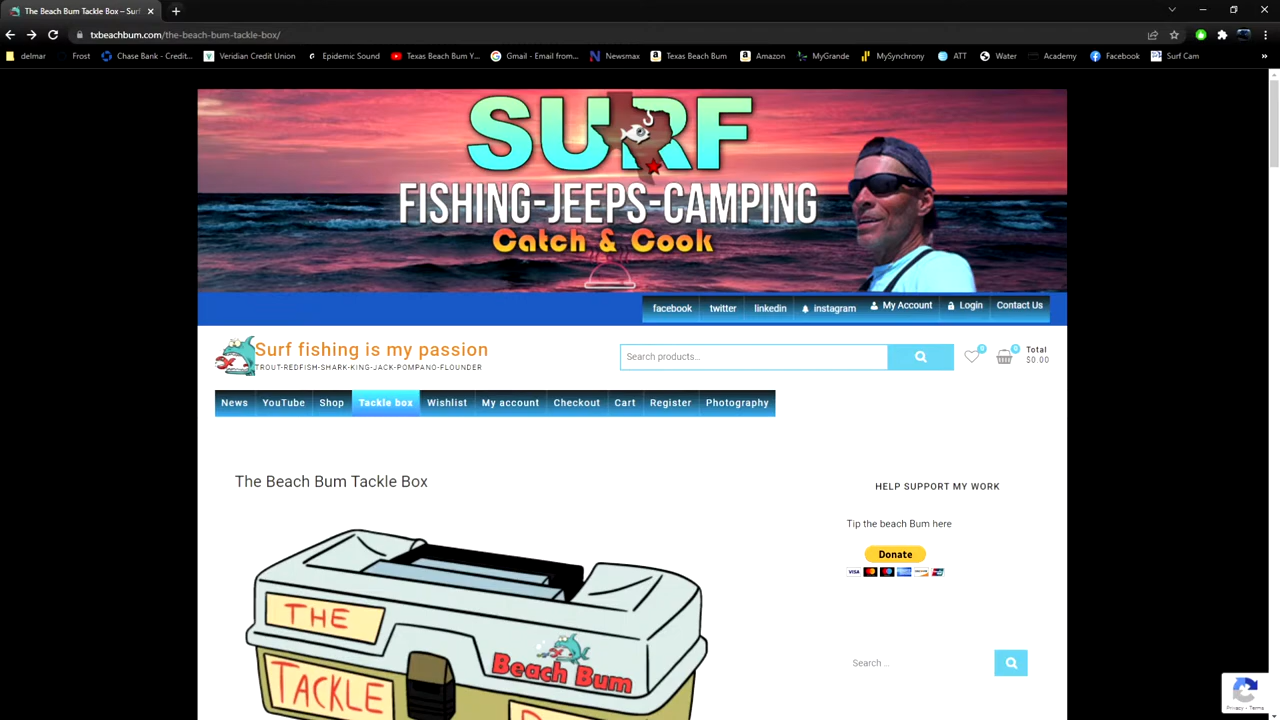 The Beach Bum Tackle Box – Surf
txbeachbum.com/the-beach-bum-tackle-box/
delmar Frost Chase Bank - Credit... Veridian Credit Union Epidemic Sound Texas Beach Bum Y... Gmail - Email from... Newsmax Texas Beach Bum Amazon MyGrande MySynchrony ATT Water Academy Facebook Surf Cam »
SURF
FISHING-JEEPS-CAMPING
Catch & Cook
facebook twitter linkedin instagram My Account Login Contact Us
Surf fishing is my passion
TROUT-REDFISH-SHARK-KING-JACK-POMPANO-FLOUNDER
Search products...
0 0 Total
$0.00
News YouTube Shop Tackle box Wishlist My account Checkout Cart Register Photography
The Beach Bum Tackle Box
HELP SUPPORT MY WORK
Tip the beach Bum here
Donate
VISA
THE
Beach Bum
TACKLE
Search ...
Privacy - Terms